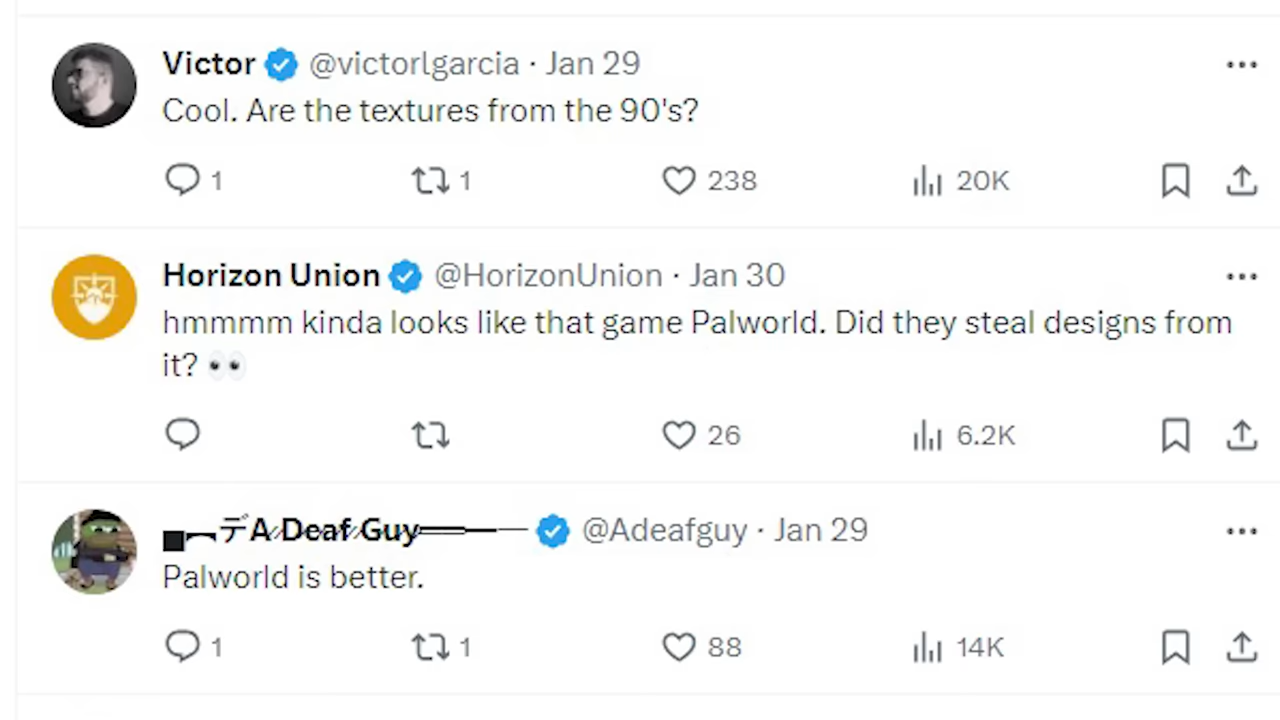 Victor @victorlgarcia · Jan 29
Cool. Are the textures from the 90's?
1 1 238 20K
Horizon Union @HorizonUnion · Jan 30
hmmmm kinda looks like that game Palworld. Did they steal designs from
it? 👀
26 6.2K
▄︻デA Deaf Guy══━一 @Adeafguy · Jan 29
Palworld is better.
1 1 88 14K